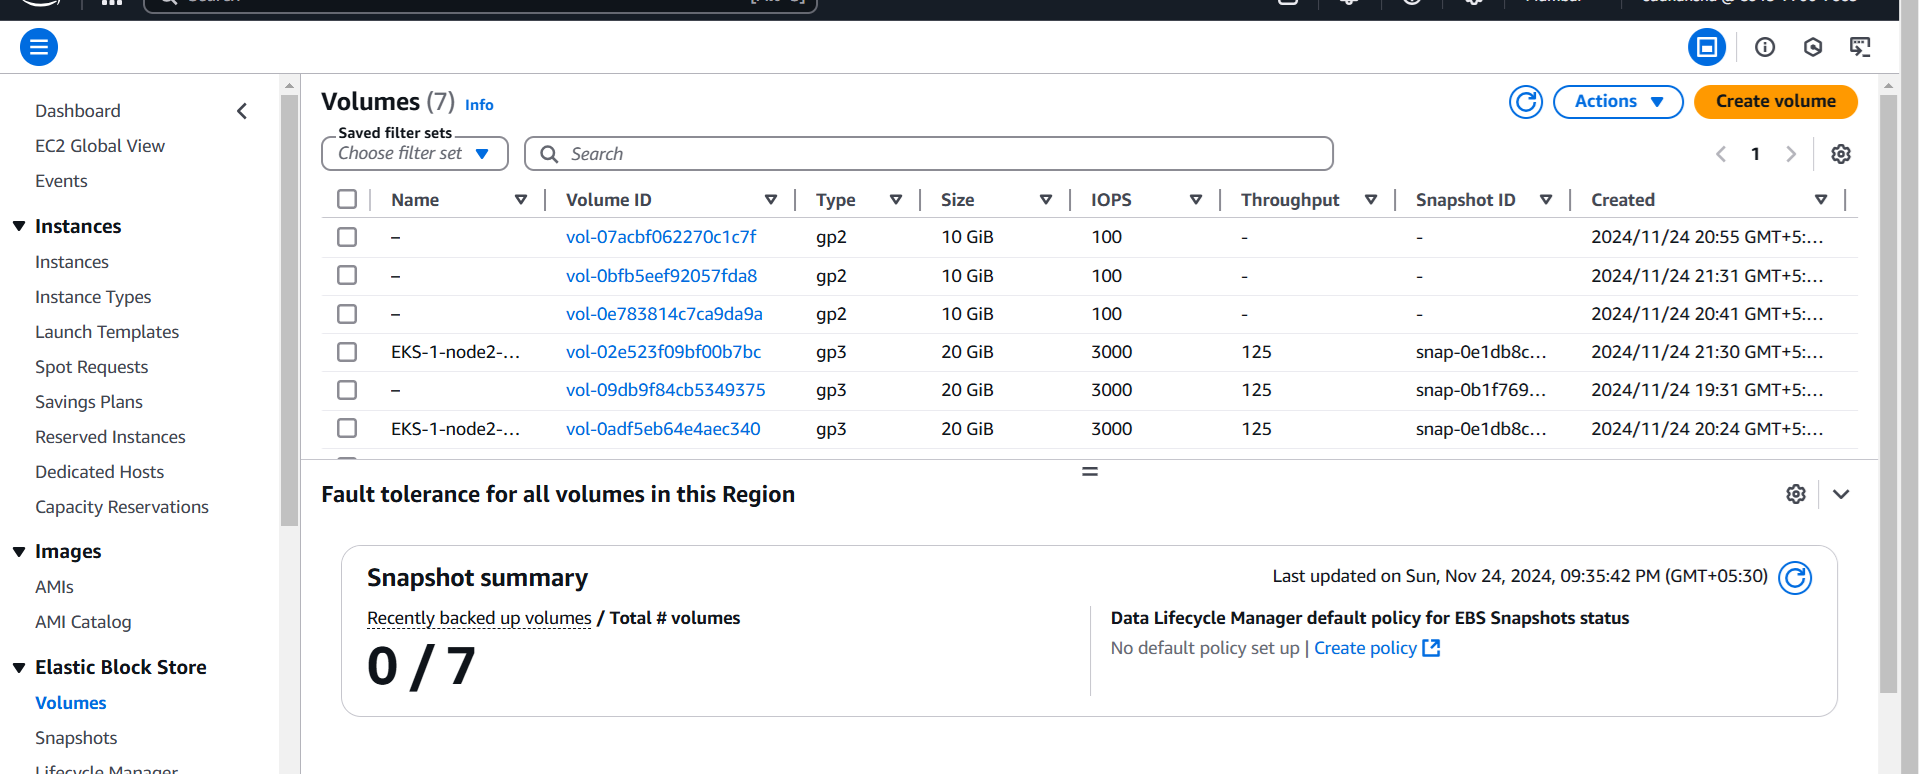 Dashboard
EC2 Global View
Events
Instances
Instances
Instance Types
Launch Templates
Spot Requests
Savings Plans
Reserved Instances
Dedicated Hosts
Capacity Reservations
Images
AMIs
AMI Catalog
Elastic Block Store
Volumes
Snapshots
Lifecycle Manager
Volumes (7) Info
Actions
Create volume
Saved filter sets
Choose filter set
Search
1
Name Volume ID Type Size IOPS Throughput Snapshot ID Created
– vol-07acbf062270c1c7f gp2 10 GiB 100 - - 2024/11/24 20:55 GMT+5:...
– vol-0bfb5eef92057fda8 gp2 10 GiB 100 - - 2024/11/24 21:31 GMT+5:...
– vol-0e783814c7ca9da9a gp2 10 GiB 100 - - 2024/11/24 20:41 GMT+5:...
EKS-1-node2-... vol-02e523f09bf00b7bc gp3 20 GiB 3000 125 snap-0e1db8c... 2024/11/24 21:30 GMT+5:...
– vol-09db9f84cb5349375 gp3 20 GiB 3000 125 snap-0b1f769... 2024/11/24 19:31 GMT+5:...
EKS-1-node2-... vol-0adf5eb64e4aec340 gp3 20 GiB 3000 125 snap-0e1db8c... 2024/11/24 20:24 GMT+5:...
Fault tolerance for all volumes in this Region
Snapshot summary
Last updated on Sun, Nov 24, 2024, 09:35:42 PM (GMT+05:30)
Recently backed up volumes / Total # volumes
0 / 7
Data Lifecycle Manager default policy for EBS Snapshots status
No default policy set up | Create policy